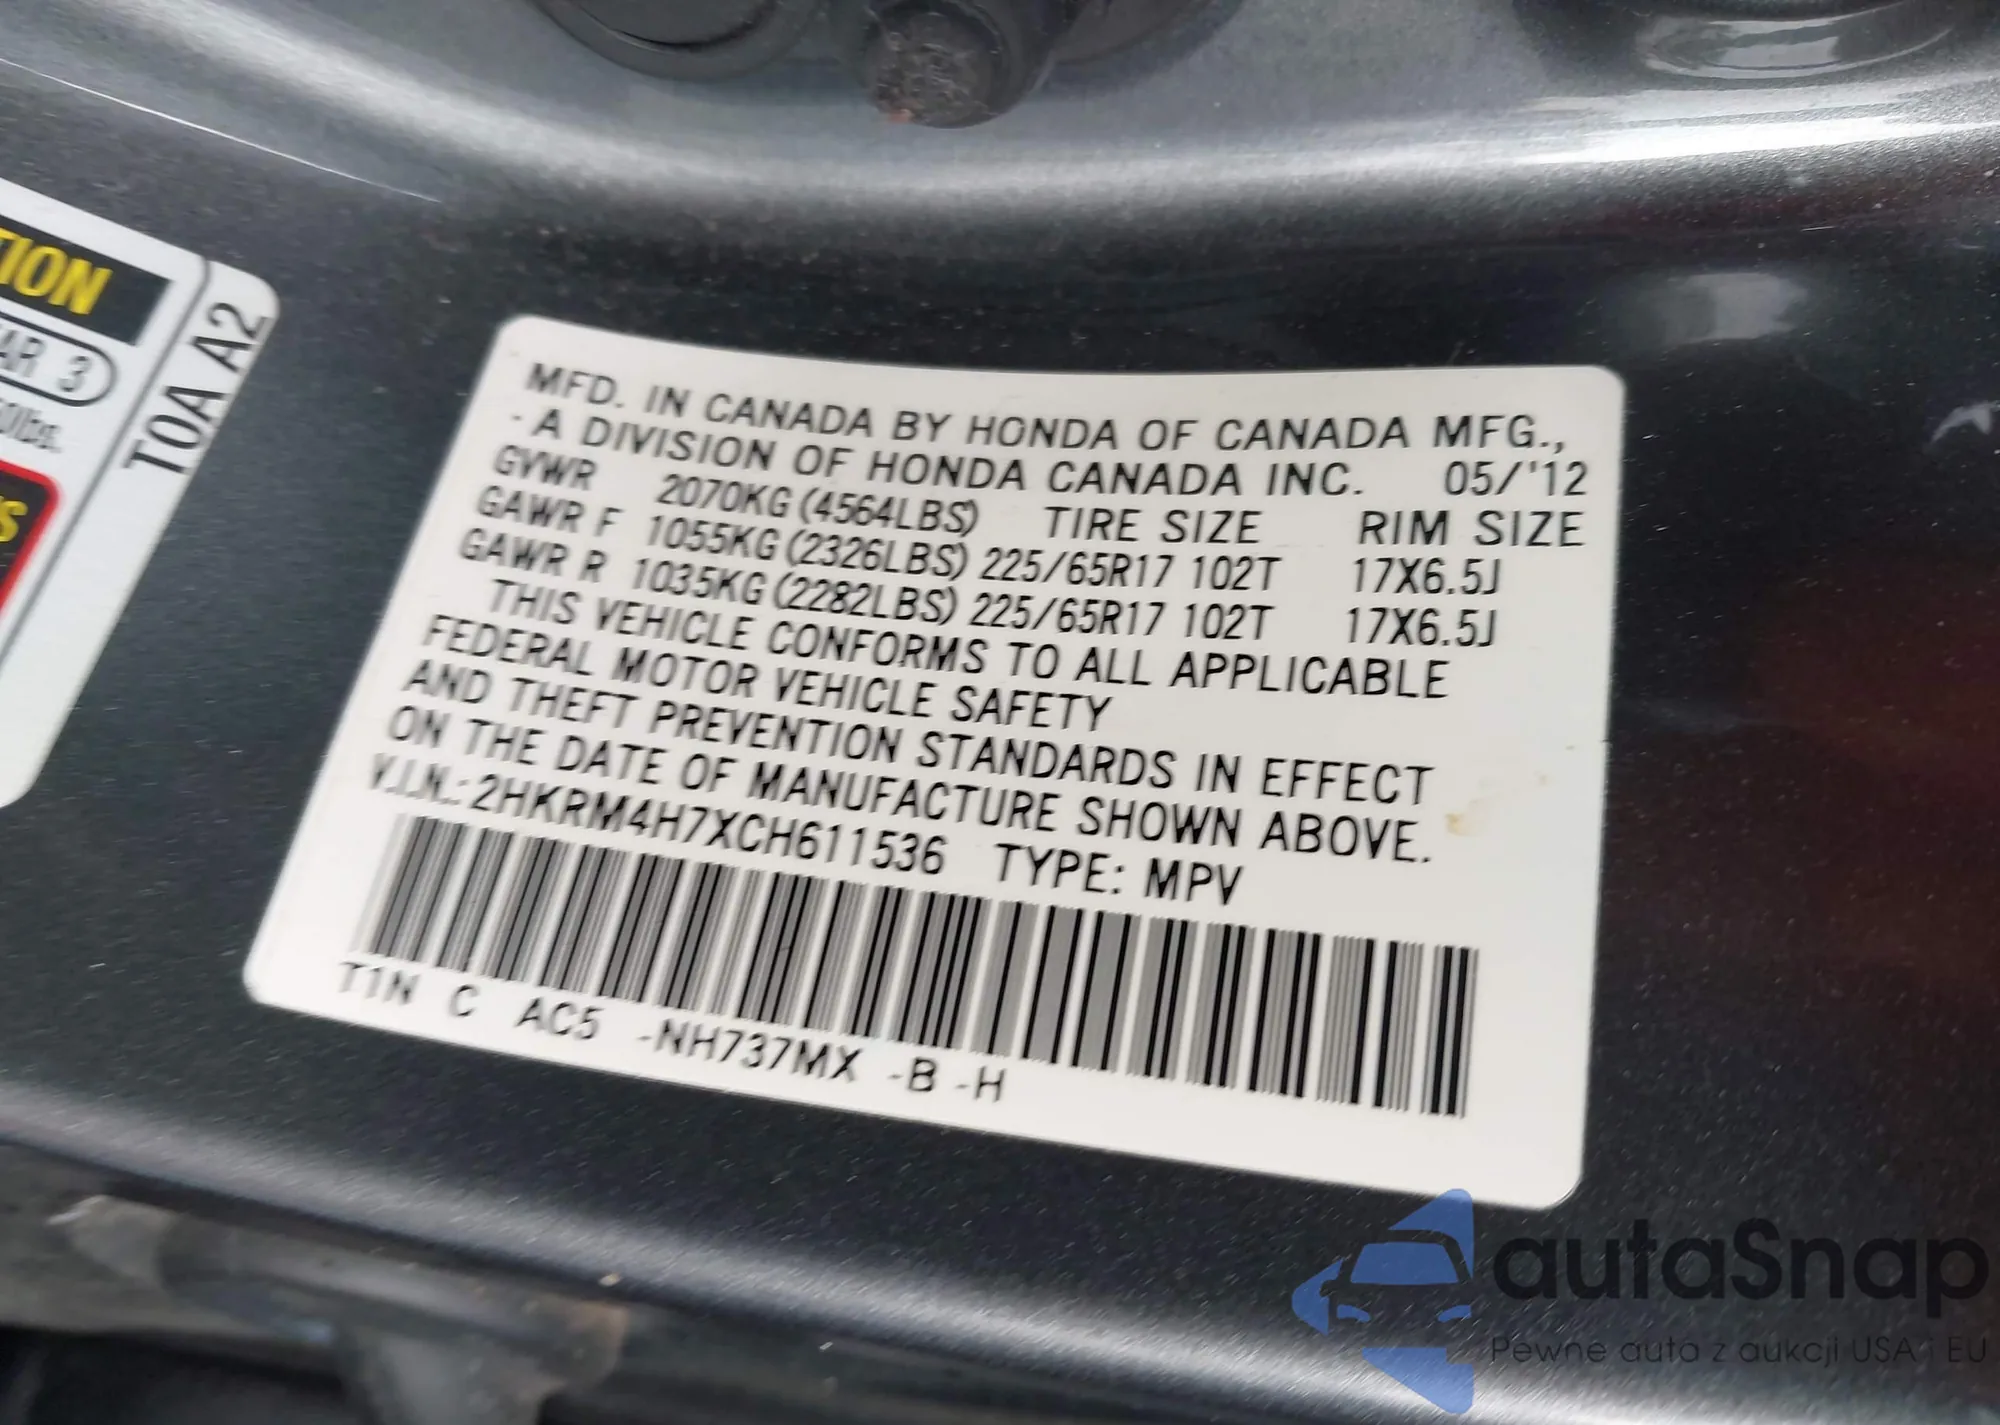 TION
AR 3
50lbs.
S
T0A A2
MFD. IN CANADA BY HONDA OF CANADA MFG.,
- A DIVISION OF HONDA CANADA INC. 05/'12
GVWR 2070KG (4564LBS) TIRE SIZE RIM SIZE
GAWR F 1055KG (2326LBS) 225/65R17 102T 17X6.5J
GAWR R 1035KG (2282LBS) 225/65R17 102T 17X6.5J
THIS VEHICLE CONFORMS TO ALL APPLICABLE
FEDERAL MOTOR VEHICLE SAFETY
AND THEFT PREVENTION STANDARDS IN EFFECT
ON THE DATE OF MANUFACTURE SHOWN ABOVE.
V.I.N.: 2HKRM4H7XCH611536 TYPE: MPV
T1N C AC5 -NH737MX -B -H
autaSnap
Pewne auta z aukcji USA i EU